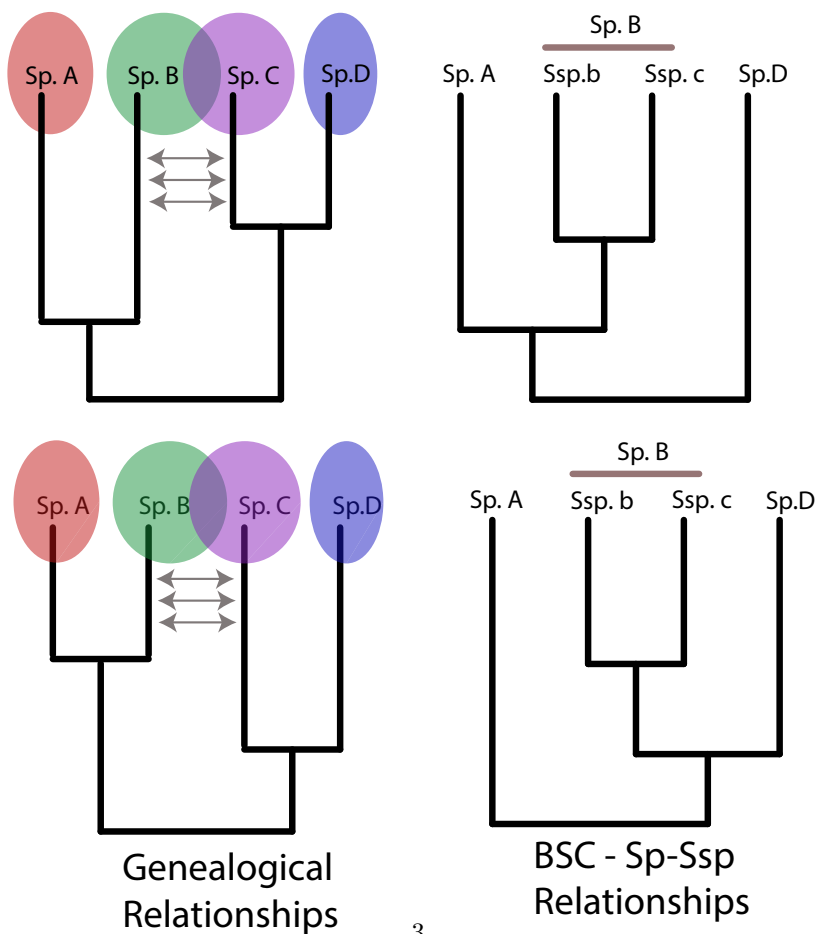 Sp. B
Sp. A Sp. B Sp. C Sp.D
Sp. A Ssp.b Ssp. c Sp.D
Sp. B
Sp. A Sp. B Sp. C Sp.D
Sp. A Ssp. b Ssp. c Sp.D
Genealogical
Relationships
BSC - Sp-Ssp
Relationships
3